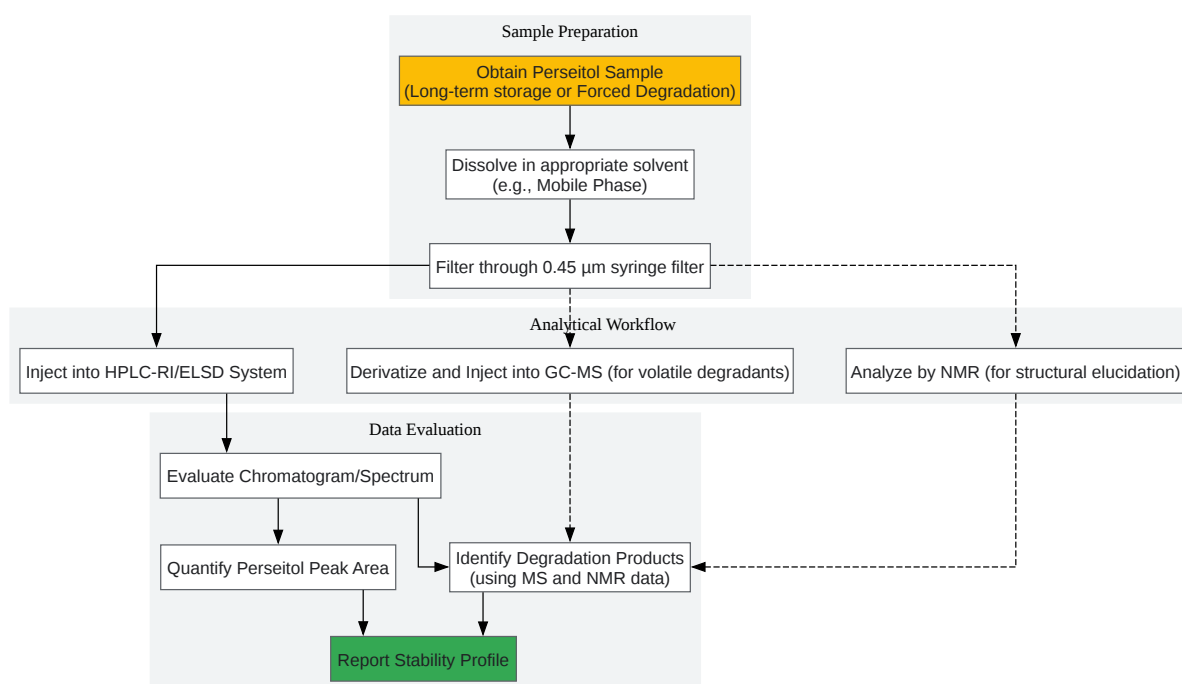 Sample Preparation
Obtain Perseitol Sample
(Long-term storage or Forced Degradation)
Dissolve in appropriate solvent
(e.g., Mobile Phase)
Filter through 0.45 µm syringe filter
Analytical Workflow
Inject into HPLC-RI/ELSD System
Derivatize and Inject into GC-MS (for volatile degradants)
Analyze by NMR (for structural elucidation)
Data Evaluation
Evaluate Chromatogram/Spectrum
Quantify Perseitol Peak Area
Identify Degradation Products
(using MS and NMR data)
Report Stability Profile